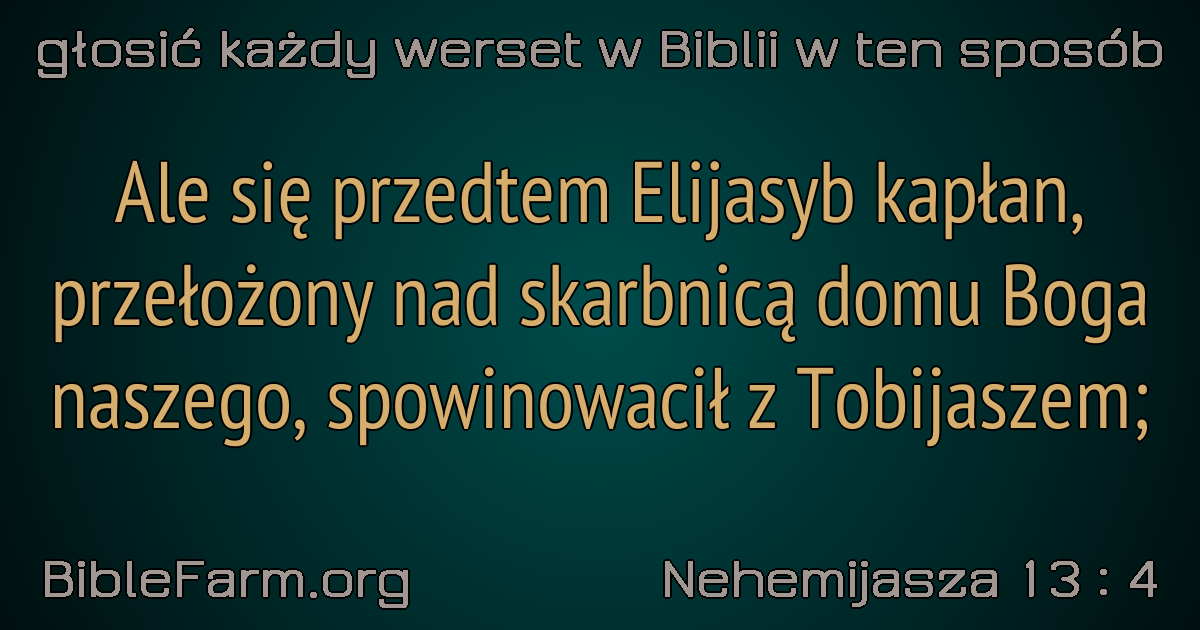 głosić każdy werset w Biblii w ten sposób
Ale się przedtem Elijasyb kapłan,
przełożony nad skarbnicą domu Boga
naszego, spowinowacił z Tobijaszem;
BibleFarm.org
Nehemijasza 13 : 4